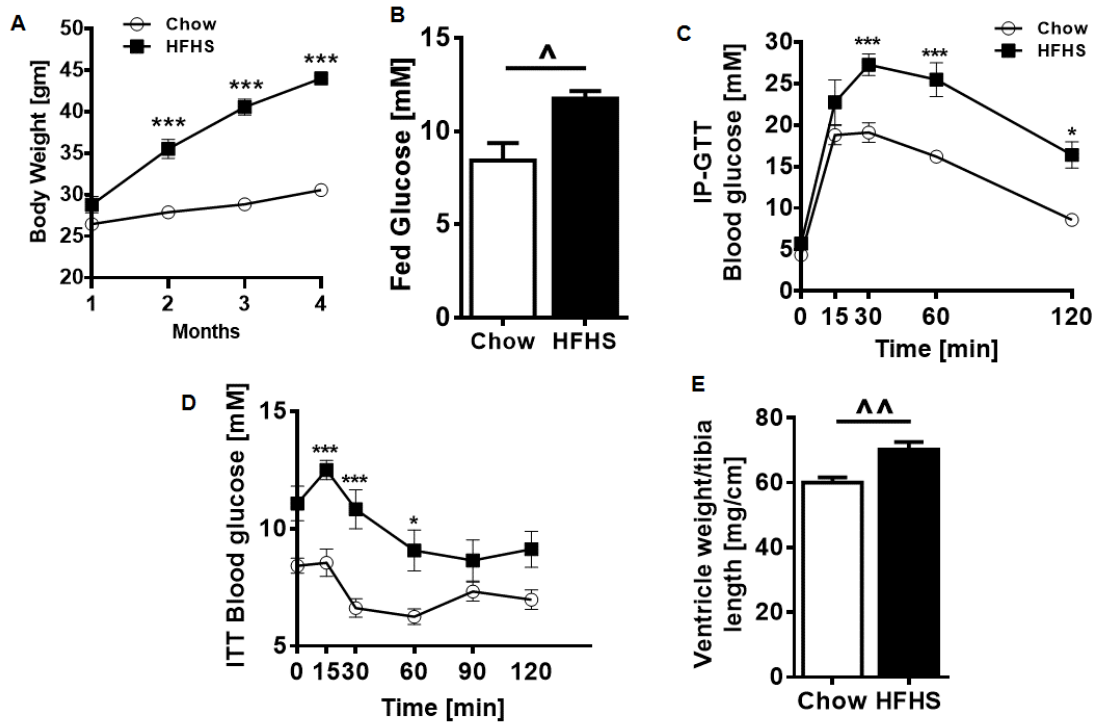 A
Chow
HFHS
Body Weight [gm]
50
45
40
35
30
25
20
***
***
***
1
2
3
4
Months
B
Fed Glucose [mM]
15
10
5
0
^
Chow
HFHS
C
Chow
HFHS
IP-GTT
Blood glucose [mM]
30
25
20
15
10
5
0
***
***
*
0
15
30
60
120
Time [min]
D
ITT Blood glucose [mM]
15
10
5
***
***
*
0
15
30
60
90
120
Time [min]
E
Ventricle weight/tibia
length [mg/cm]
80
60
40
20
0
^^
Chow
HFHS